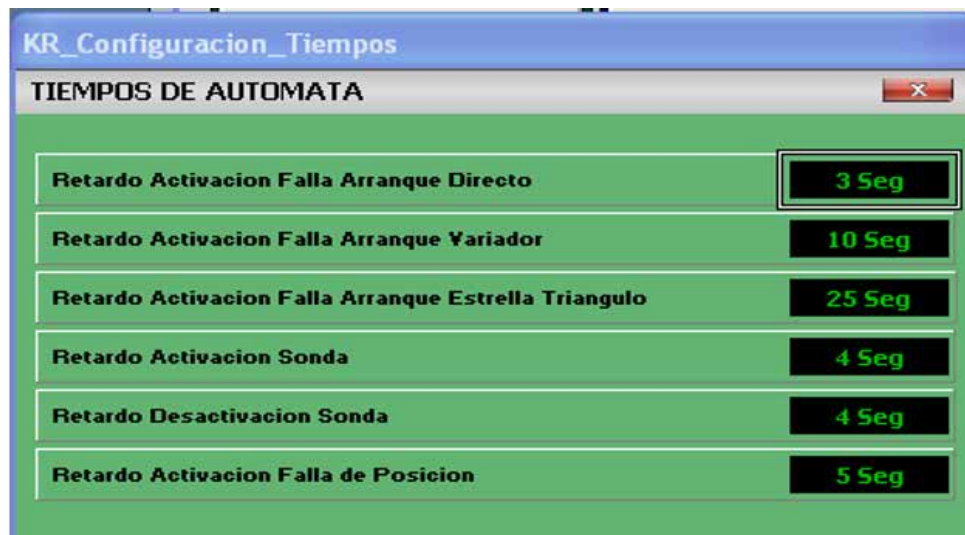 KR_Configuracion_Tiempos
TIEMPOS DE AUTOMATA
Retardo Activacion Falla Arranque Directo 3 Seg
Retardo Activacion Falla Arranque Variador 10 Seg
Retardo Activacion Falla Arranque Estrella Triangulo 25 Seg
Retardo Activacion Sonda 4 Seg
Retardo Desactivacion Sonda 4 Seg
Retardo Activacion Falla de Posicion 5 Seg